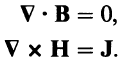 ∇ · B = 0,
∇ × H = J.